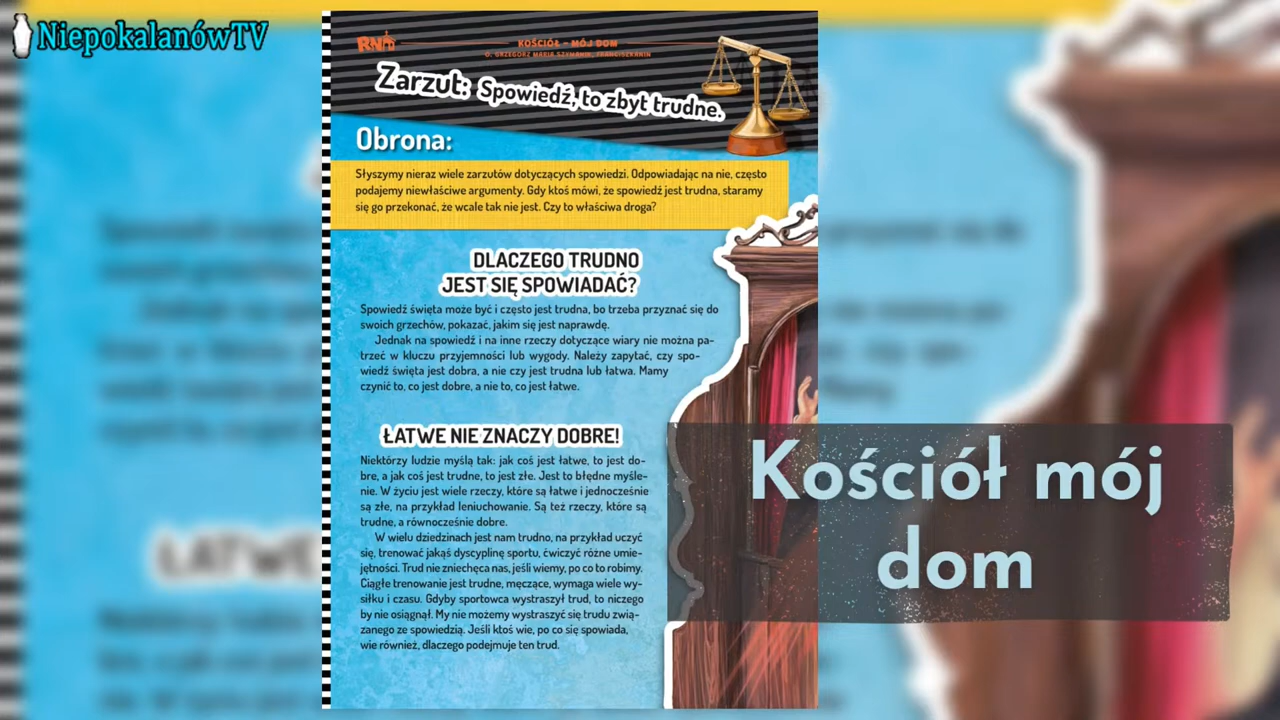 NiepokalanówTV
RN
KOŚCIÓŁ – MÓJ DOM
O. GRZEGORZ MARIA SZYMANIK, FRANCISZKANIN
Zarzut: Spowiedź, to zbyt trudne.
Obrona:
Słyszymy nieraz wiele zarzutów dotyczących spowiedzi. Odpowiadając na nie, często
podajemy niewłaściwe argumenty. Gdy ktoś mówi, że spowiedź jest trudna, staramy
się go przekonać, że wcale tak nie jest. Czy to właściwa droga?
DLACZEGO TRUDNO
JEST SIĘ SPOWIADAĆ?
Spowiedź święta może być i często jest trudna, bo trzeba przyznać się do
swoich grzechów, pokazać, jakim się jest naprawdę.
Jednak na spowiedź i na inne rzeczy dotyczące wiary nie można pa-
trzeć w kluczu przyjemności lub wygody. Należy zapytać, czy spo-
wiedź święta jest dobra, a nie czy jest trudna lub łatwa. Mamy
czynić to, co jest dobre, a nie to, co jest łatwe.
ŁATWE NIE ZNACZY DOBRE!
Niektórzy ludzie myślą tak: jak coś jest łatwe, to jest do-
bre, a jak coś jest trudne, to jest złe. Jest to błędne myśle-
nie. W życiu jest wiele rzeczy, które są łatwe i jednocześnie
są złe, na przykład leniuchowanie. Są też rzeczy, które są
trudne, a równocześnie dobre.
W wielu dziedzinach jest nam trudno, na przykład uczyć
się, trenować jakąś dyscyplinę sportu, ćwiczyć różne umie-
jętności. Trud nie zniechęca nas, jeśli wiemy, po co to robimy.
Ciągłe trenowanie jest trudne, męczące, wymaga wiele wy-
siłku i czasu. Gdyby sportowca wystraszył trud, to niczego
by nie osiągnął. My nie możemy wystraszyć się trudu zwią-
zanego ze spowiedzią. Jeśli ktoś wie, po co się spowiada,
wie również, dlaczego podejmuje ten trud.
Kościół mój
dom